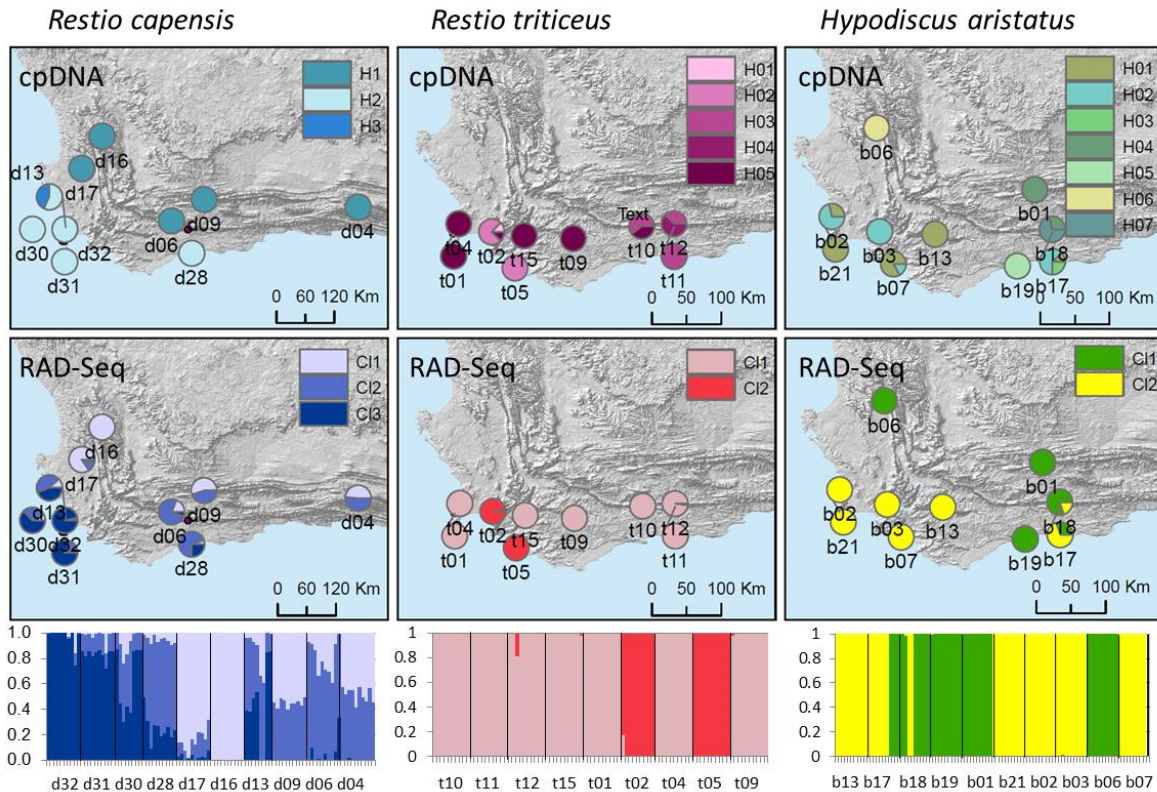 Restio capensis
Restio triticeus
Hypodiscus aristatus
cpDNA
H1
H2
H3
d16
d13
d17
d09
d04
d06
d30
d32
d28
d31
0 60 120 Km
cpDNA
H01
H02
H03
H04
H05
Text
t04
t02
t15
t09
t10
t12
t01
t05
t11
0 50 100 Km
cpDNA
H01
H02
H03
H04
H05
H06
H07
b06
b01
b02
b03
b13
b18
b21
b07
b19
b17
0 50 100 Km
RAD-Seq
Cl1
Cl2
Cl3
d16
d17
d13
d09
d04
d06
d30
d32
d28
d31
0 60 120 Km
RAD-Seq
Cl1
Cl2
t04
t02
t15
t09
t10
t12
t01
t05
t11
0 50 100 Km
RAD-Seq
Cl1
Cl2
b06
b01
b02
b03
b13
b18
b21
b07
b19
b17
0 50 100 Km
1.0
0.8
0.6
0.4
0.2
0.0
d32 d31 d30 d28 d17 d16 d13 d09 d06 d04
1
0.8
0.6
0.4
0.2
0
t10 t11 t12 t15 t01 t02 t04 t05 t09
1
0.8
0.6
0.4
0.2
0
b13 b17 b18 b19 b01 b21 b02 b03 b06 b07